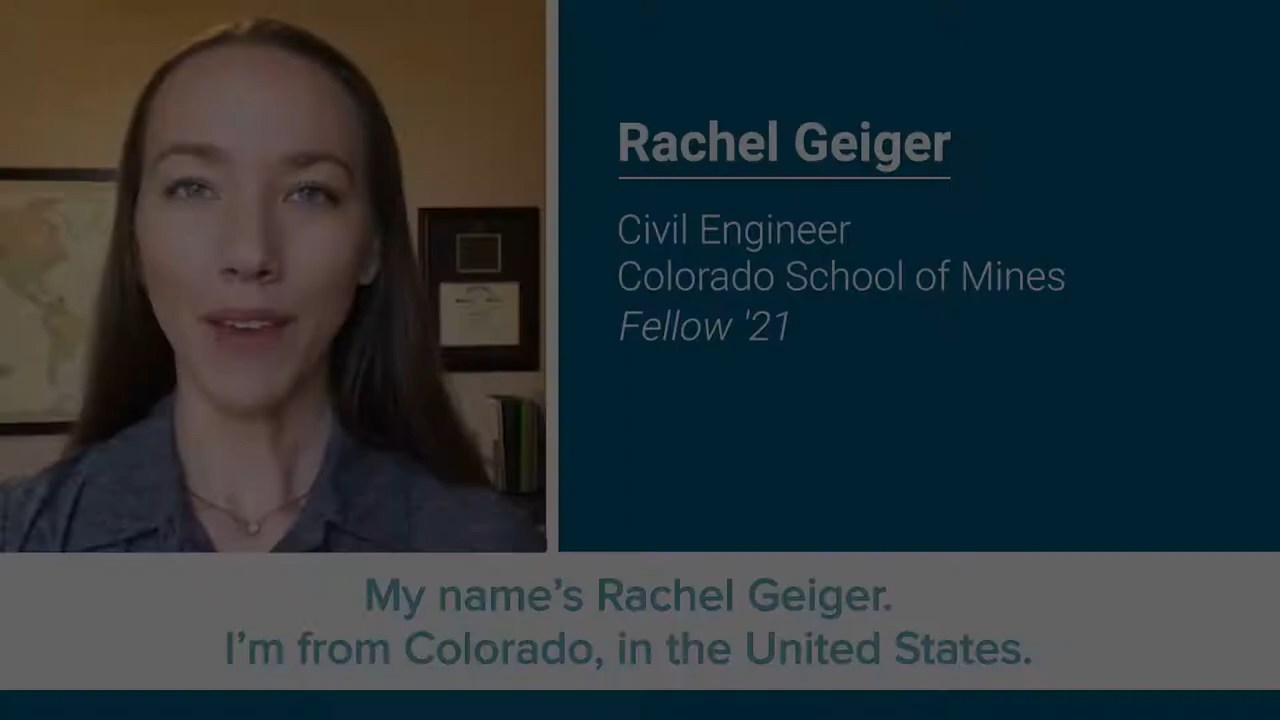 Rachel Geiger
Civil Engineer
Colorado School of Mines
Fellow '21
My name's Rachel Geiger.
I'm from Colorado, in the United States.